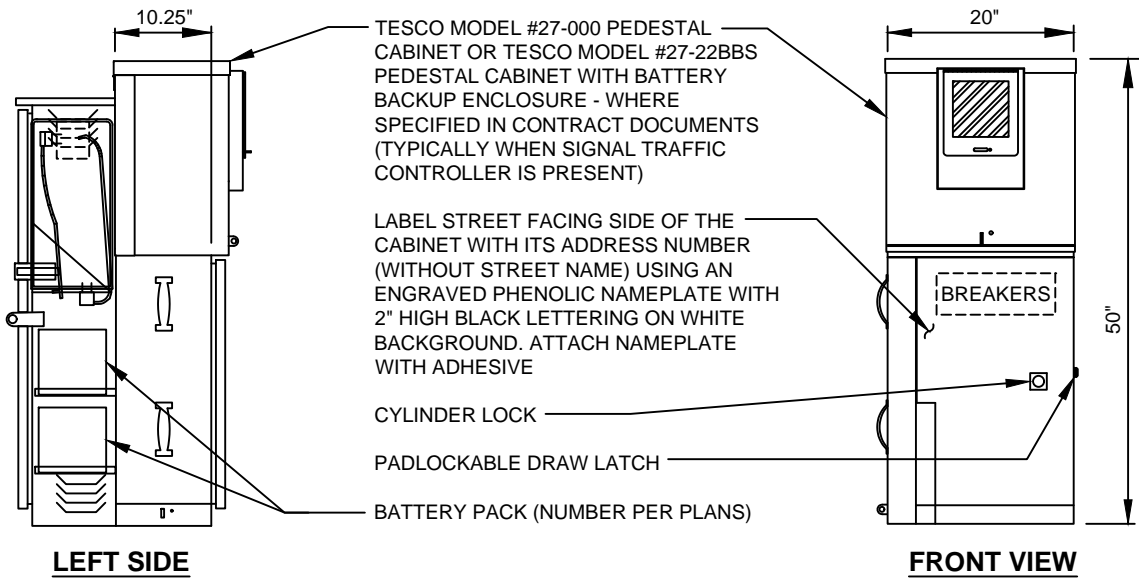 10.25"
20"
TESCO MODEL #27-000 PEDESTAL
CABINET OR TESCO MODEL #27-22BBS
PEDESTAL CABINET WITH BATTERY
BACKUP ENCLOSURE - WHERE
SPECIFIED IN CONTRACT DOCUMENTS
(TYPICALLY WHEN SIGNAL TRAFFIC
CONTROLLER IS PRESENT)
LABEL STREET FACING SIDE OF THE
CABINET WITH ITS ADDRESS NUMBER
(WITHOUT STREET NAME) USING AN
ENGRAVED PHENOLIC NAMEPLATE WITH
2" HIGH BLACK LETTERING ON WHITE
BACKGROUND. ATTACH NAMEPLATE
WITH ADHESIVE
BREAKERS
50"
CYLINDER LOCK
PADLOCKABLE DRAW LATCH
BATTERY PACK (NUMBER PER PLANS)
LEFT SIDE
FRONT VIEW